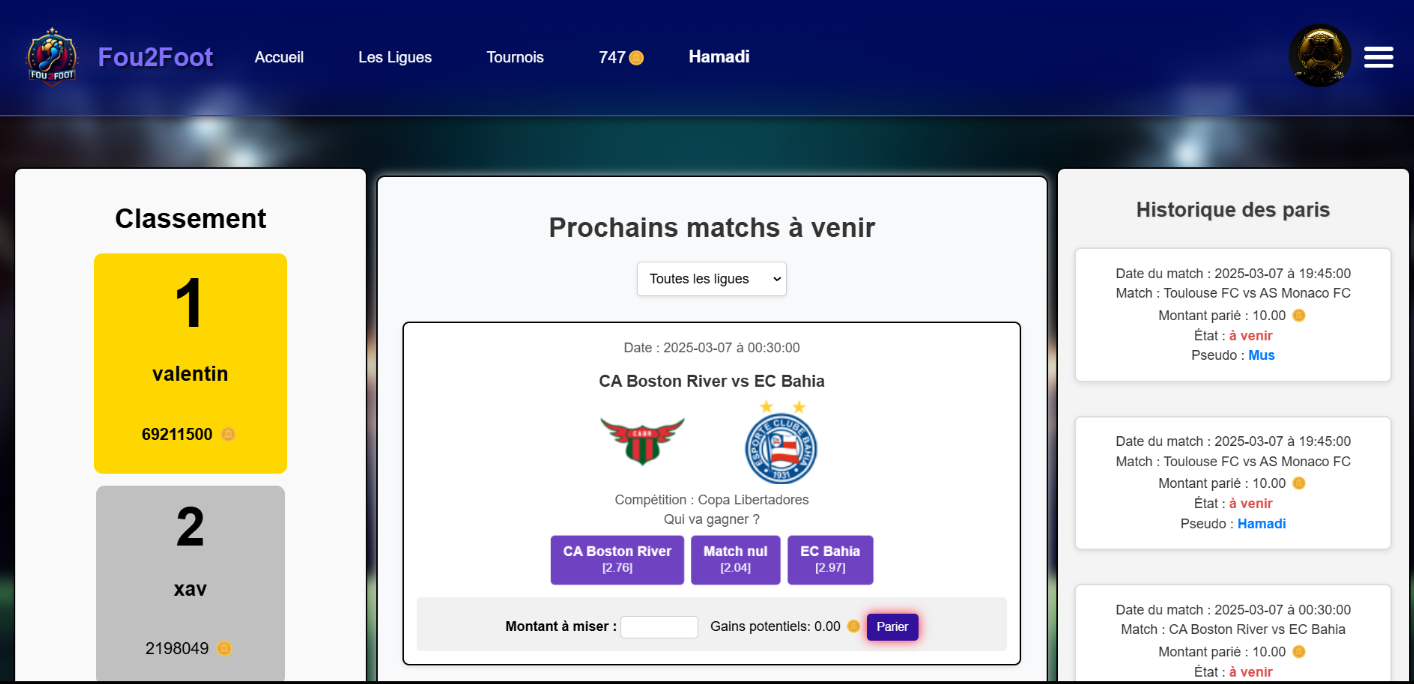 FOU2FOOT
Fou2Foot
Accueil
Les Ligues
Tournois
747
Hamadi
Classement
1
valentin
69211500
2
xav
2198049
Prochains matchs à venir
Toutes les ligues
Date : 2025-03-07 à 00:30:00
CA Boston River vs EC Bahia
CABR
ESPORTE CLUBE BAHIA
1931
Compétition : Copa Libertadores
Qui va gagner ?
CA Boston River
[2.76]
Match nul
[2.04]
EC Bahia
[2.97]
Montant à miser :
Gains potentiels: 0.00
Parier
Historique des paris
Date du match : 2025-03-07 à 19:45:00
Match : Toulouse FC vs AS Monaco FC
Montant parié : 10.00
État : à venir
Pseudo : Mus
Date du match : 2025-03-07 à 19:45:00
Match : Toulouse FC vs AS Monaco FC
Montant parié : 10.00
État : à venir
Pseudo : Hamadi
Date du match : 2025-03-07 à 00:30:00
Match : CA Boston River vs EC Bahia
Montant parié : 10.00
État : à venir